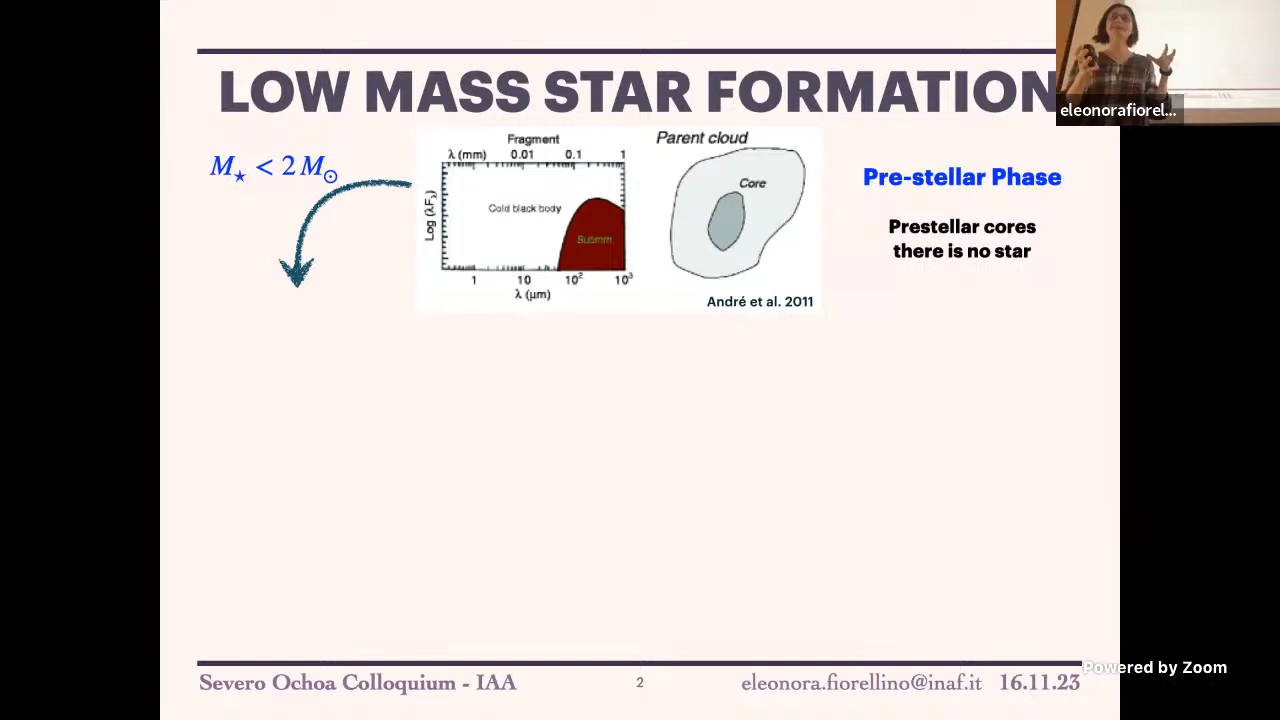 LOW MASS STAR FORMATION
eleonorafiorel...
M⋆ < 2 M⊙
Fragment
λ (mm) 0.01 0.1 1
Log (λFλ)
Cold black body
Submm
1 10 10² 10³
λ (μm)
Parent cloud
Core
André et al. 2011
Pre-stellar Phase
Prestellar cores
there is no star
Severo Ochoa Colloquium - IAA
2
eleonora.fiorellino@inaf.it 16.11.23
Powered by Zoom